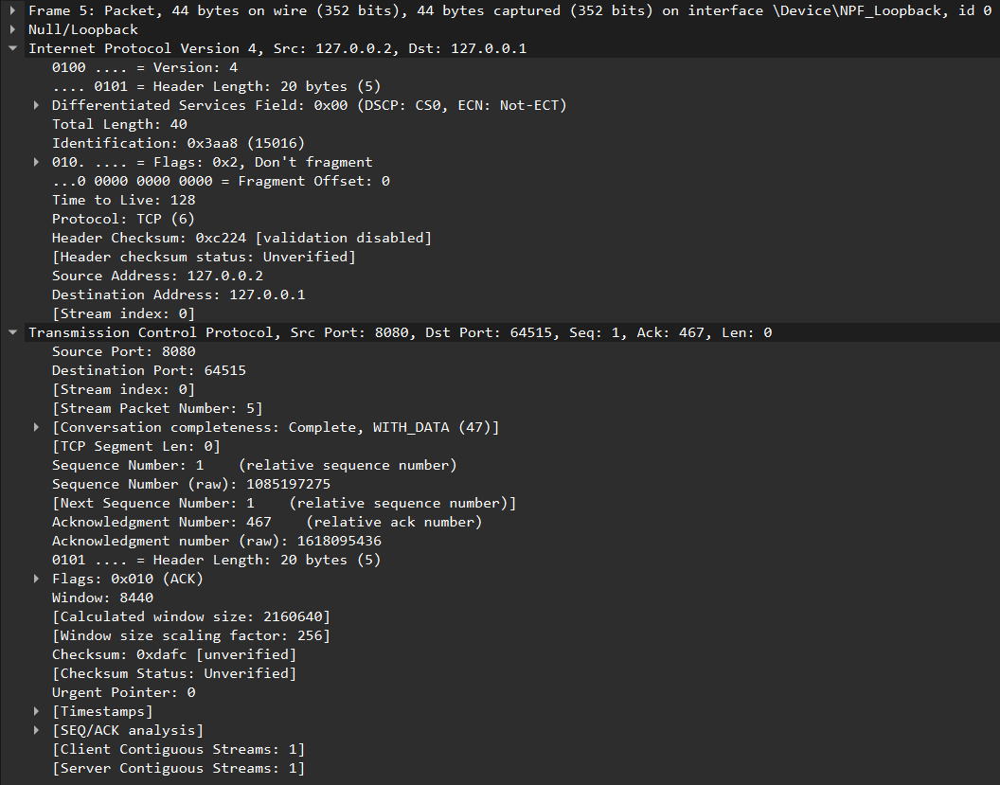 Frame 5: Packet, 44 bytes on wire (352 bits), 44 bytes captured (352 bits) on interface \Device\NPF_Loopback, id 0
Null/Loopback
Internet Protocol Version 4, Src: 127.0.0.2, Dst: 127.0.0.1
0100 .... = Version: 4
.... 0101 = Header Length: 20 bytes (5)
Differentiated Services Field: 0x00 (DSCP: CS0, ECN: Not-ECT)
Total Length: 40
Identification: 0x3aa8 (15016)
010. .... = Flags: 0x2, Don't fragment
...0 0000 0000 0000 = Fragment Offset: 0
Time to Live: 128
Protocol: TCP (6)
Header Checksum: 0xc224 [validation disabled]
[Header checksum status: Unverified]
Source Address: 127.0.0.2
Destination Address: 127.0.0.1
[Stream index: 0]
Transmission Control Protocol, Src Port: 8080, Dst Port: 64515, Seq: 1, Ack: 467, Len: 0
Source Port: 8080
Destination Port: 64515
[Stream index: 0]
[Stream Packet Number: 5]
[Conversation completeness: Complete, WITH_DATA (47)]
[TCP Segment Len: 0]
Sequence Number: 1    (relative sequence number)
Sequence Number (raw): 1085197275
[Next Sequence Number: 1    (relative sequence number)]
Acknowledgment Number: 467    (relative ack number)
Acknowledgment number (raw): 1618095436
0101 .... = Header Length: 20 bytes (5)
Flags: 0x010 (ACK)
Window: 8440
[Calculated window size: 2160640]
[Window size scaling factor: 256]
Checksum: 0xdafc [unverified]
[Checksum Status: Unverified]
Urgent Pointer: 0
[Timestamps]
[SEQ/ACK analysis]
[Client Contiguous Streams: 1]
[Server Contiguous Streams: 1]